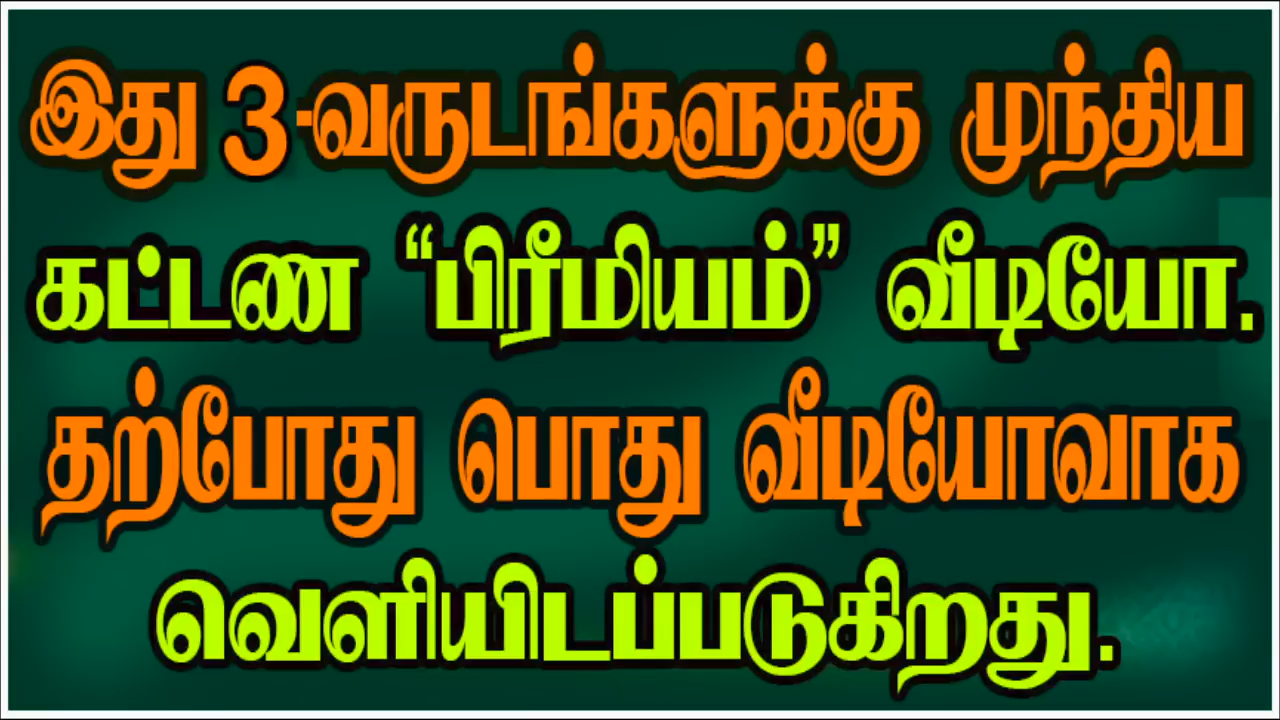 இது 3-வருடங்களுக்கு முந்திய
கட்டண “பிரீமியம்” வீடியோ.
தற்போது பொது வீடியோவாக
வெளியிடப்படுகிறது.